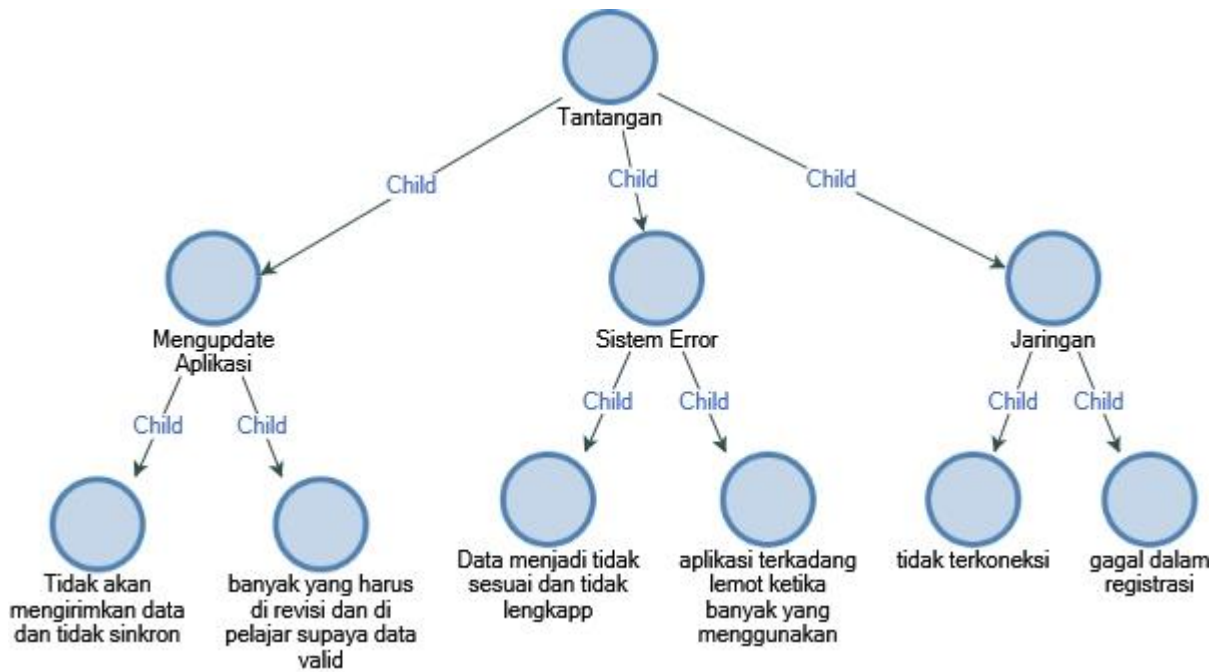 Tantangan
Child
Child
Child
Mengupdate
Aplikasi
Sistem Error
Jaringan
Child
Child
Child
Child
Child
Child
Tidak akan
mengirimkan data
dan tidak sinkron
banyak yang harus
di revisi dan di
pelajar supaya data
valid
Data menjadi tidak
sesuai dan tidak
lengkapp
aplikasi terkadang
lemot ketika
banyak yang
menggunakan
tidak terkoneksi
gagal dalam
registrasi